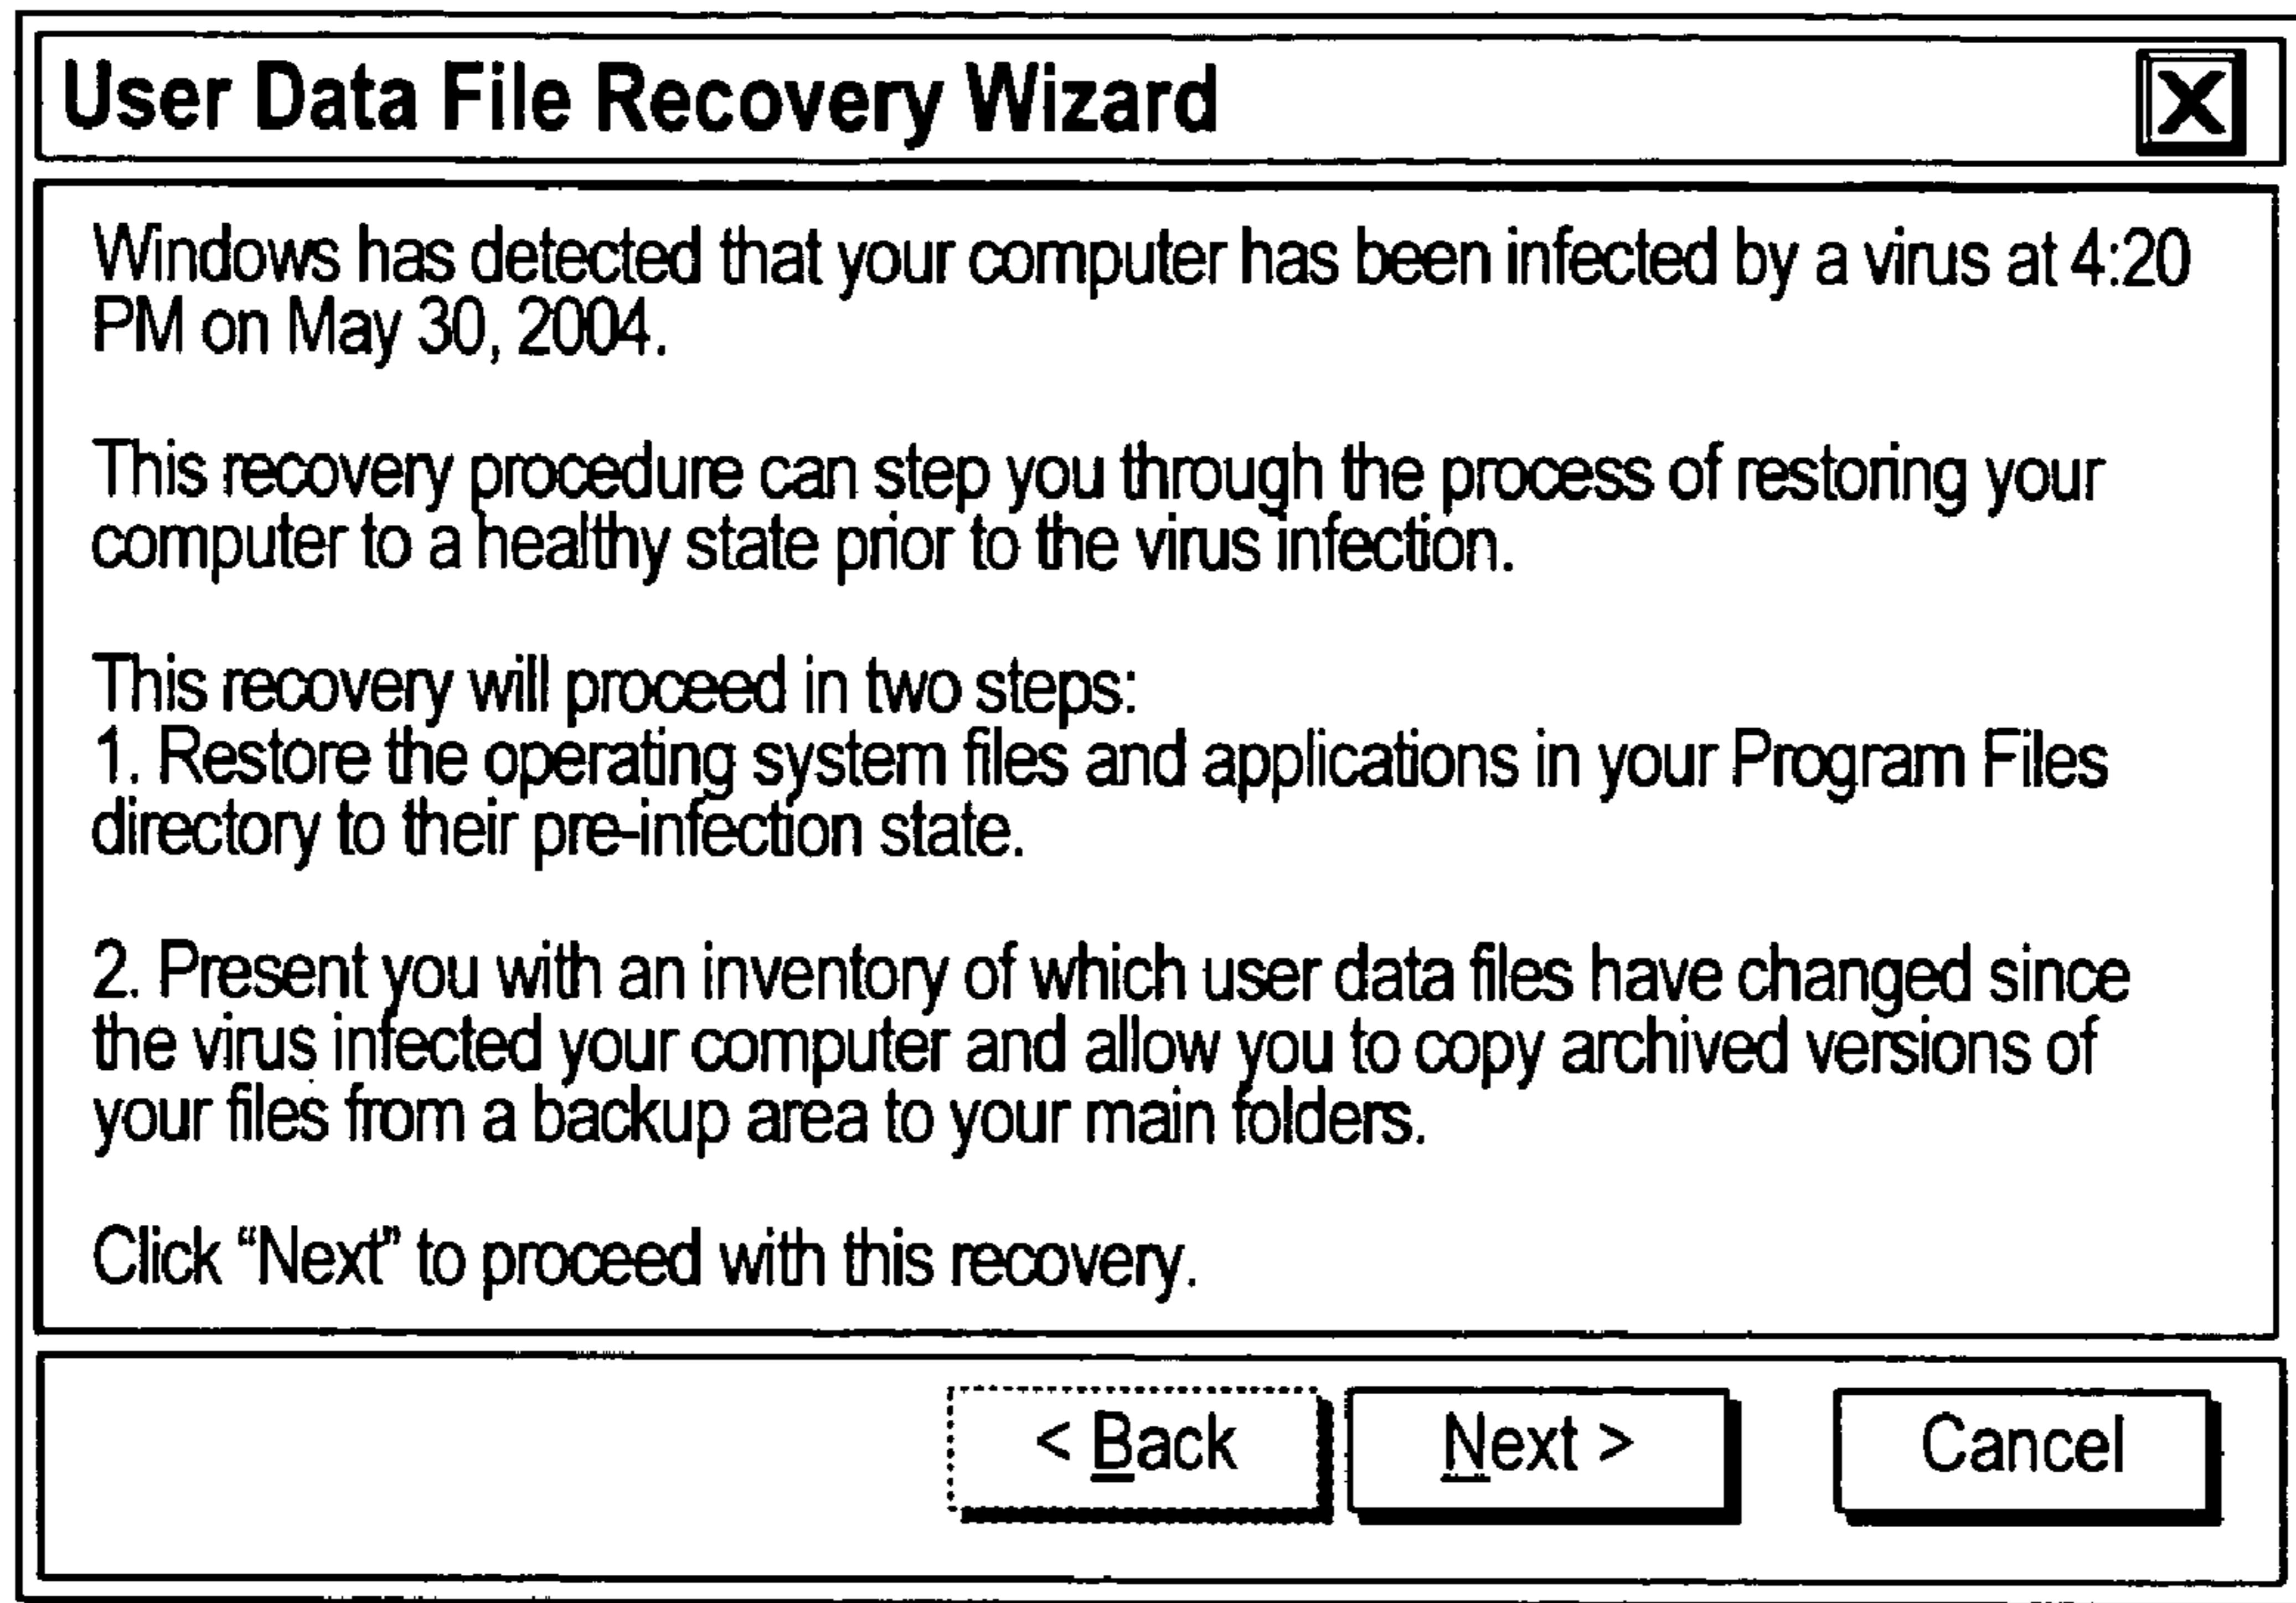 User Data File Recovery Wizard X
Windows has detected that your computer has been infected by a virus at 4:20
PM on May 30, 2004.
This recovery procedure can step you through the process of restoring your
computer to a healthy state prior to the virus infection.
This recovery will proceed in two steps:
1. Restore the operating system files and applications in your Program Files
directory to their pre-infection state.
2. Present you with an inventory of which user data files have changed since
the virus infected your computer and allow you to copy archived versions of
your files from a backup area to your main folders.
Click “Next” to proceed with this recovery.
< Back Next > Cancel